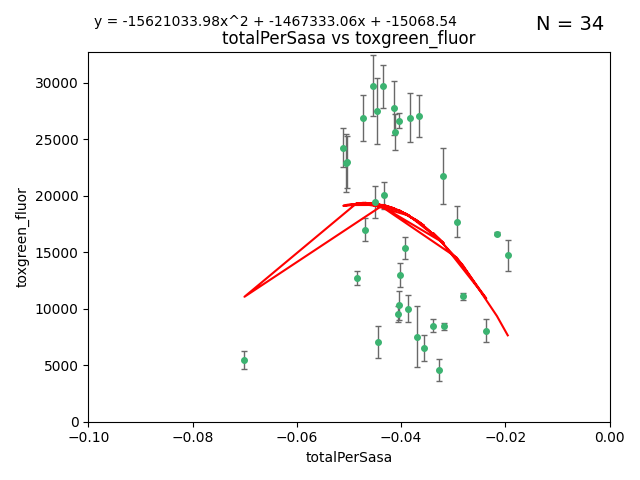 y = -15621033.98x^2 + -1467333.06x + -15068.54
N = 34
totalPerSasa vs toxgreen_fluor
30000
25000
20000
15000
10000
5000
0
toxgreen_fluor
−0.10 −0.08 −0.06 −0.04 −0.02 0.00
totalPerSasa